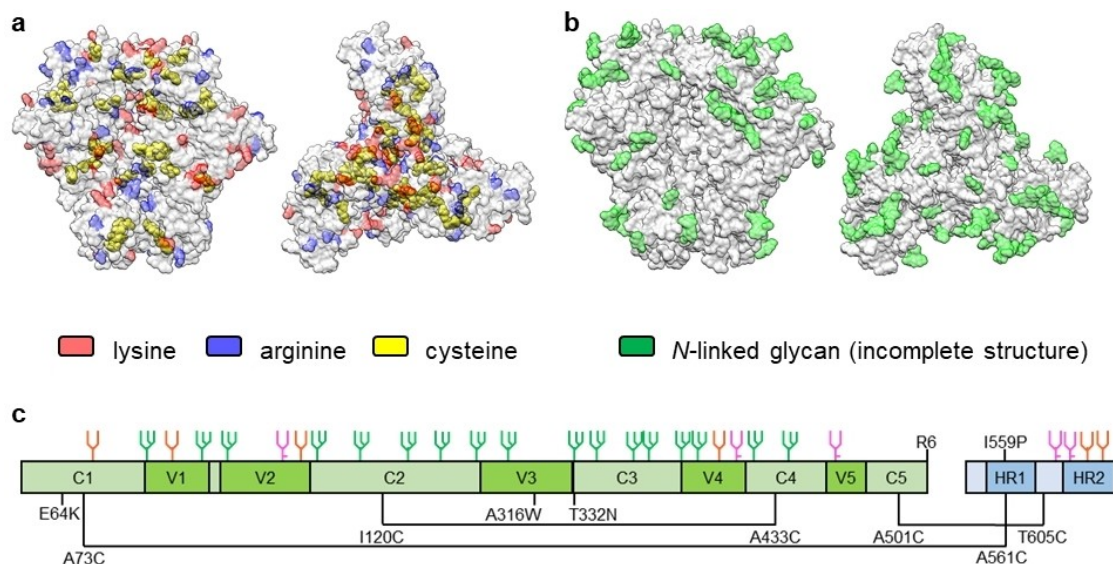 a
b
lysine arginine cysteine
N-linked glycan (incomplete structure)
c
R6 I559P
C1 V1 V2 C2 V3 C3 V4 C4 V5 C5 HR1 HR2
E64K A316W T332N
I120C A433C A501C T605C
A73C A561C